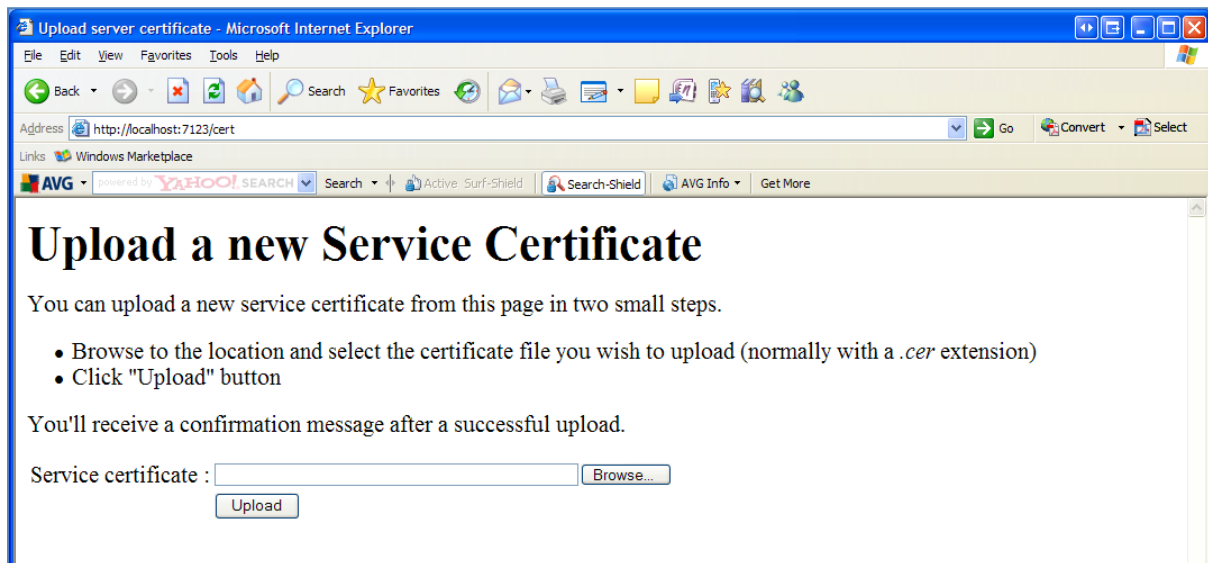 Upload server certificate - Microsoft Internet Explorer
File Edit View Favorites Tools Help
Back Search Favorites
Address http://localhost:7123/cert Go Convert Select
Links Windows Marketplace
AVG powered by YAHOO! SEARCH Search Active Surf-Shield Search-Shield AVG Info Get More
Upload a new Service Certificate
You can upload a new service certificate from this page in two small steps.
• Browse to the location and select the certificate file you wish to upload (normally with a .cer extension)
• Click "Upload" button
You'll receive a confirmation message after a successful upload.
Service certificate : Browse...
Upload